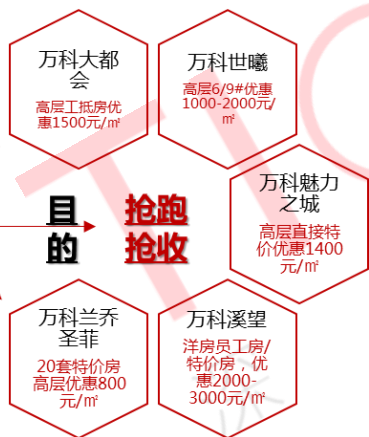 万科大都
会
高层工抵房优
惠1500元/㎡
万科世曦
高层6/9#优惠
1000-2000元/
㎡
目
的
抢跑
抢收
万科魅力
之城
高层直接特
价优惠1400
元/㎡
万科兰乔
圣菲
20套特价房
高层优惠800
元/㎡
万科溪望
洋房员工房/
特价房，优
惠2000-
3000元/㎡